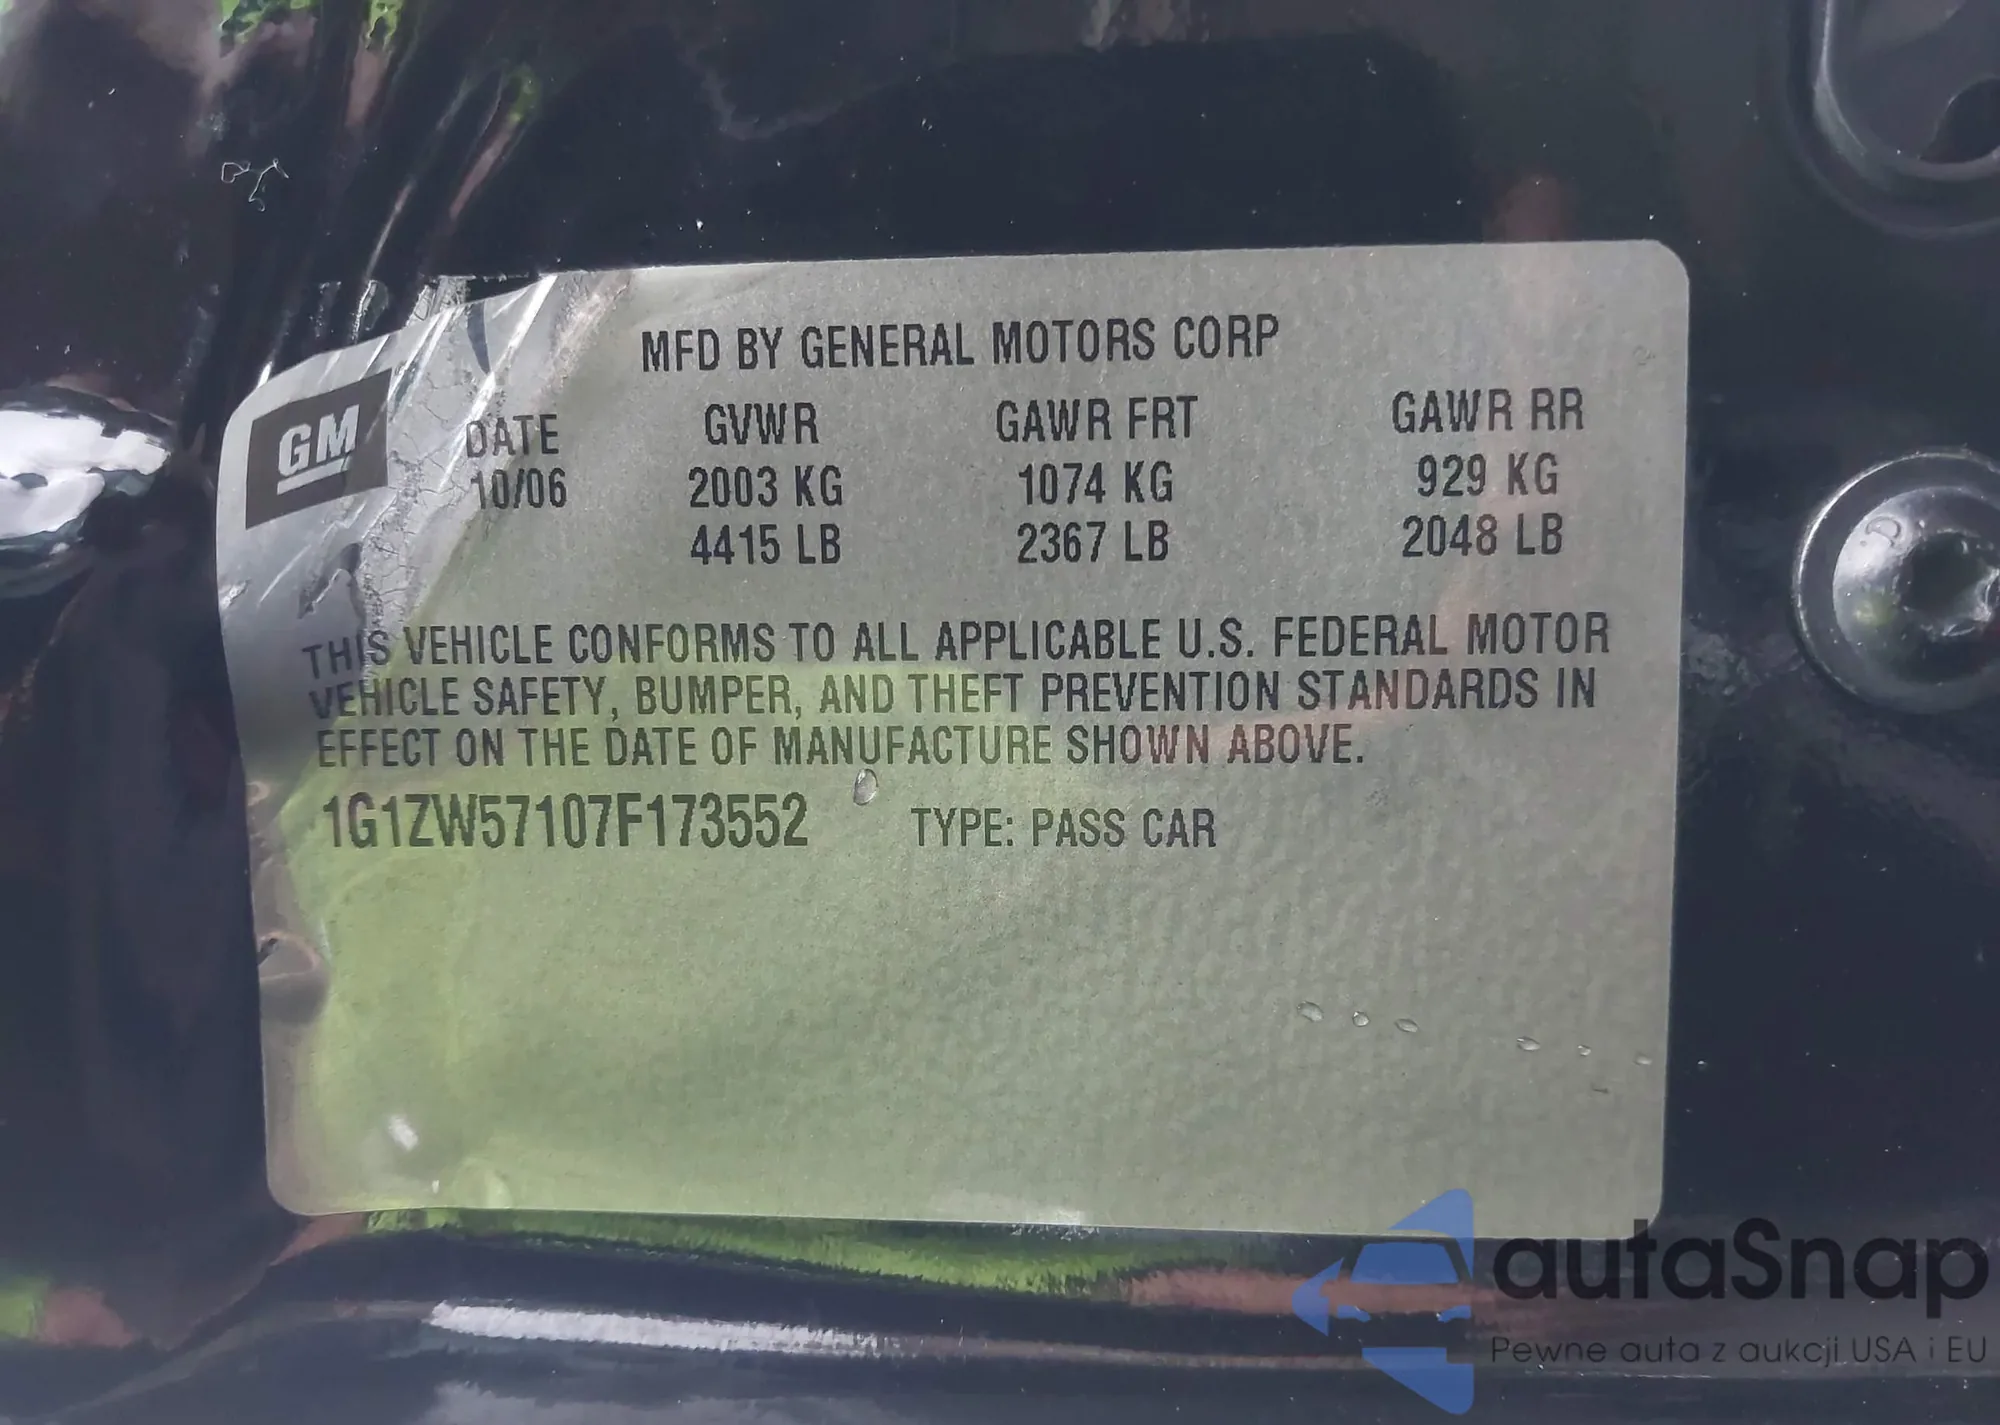 MFD BY GENERAL MOTORS CORP
GM
DATE GVWR GAWR FRT GAWR RR
10/06 2003 KG 1074 KG 929 KG
4415 LB 2367 LB 2048 LB
THIS VEHICLE CONFORMS TO ALL APPLICABLE U.S. FEDERAL MOTOR
VEHICLE SAFETY, BUMPER, AND THEFT PREVENTION STANDARDS IN
EFFECT ON THE DATE OF MANUFACTURE SHOWN ABOVE.
1G1ZW57107F173552 TYPE: PASS CAR
autaSnap
Pewne auta z aukcji USA i EU